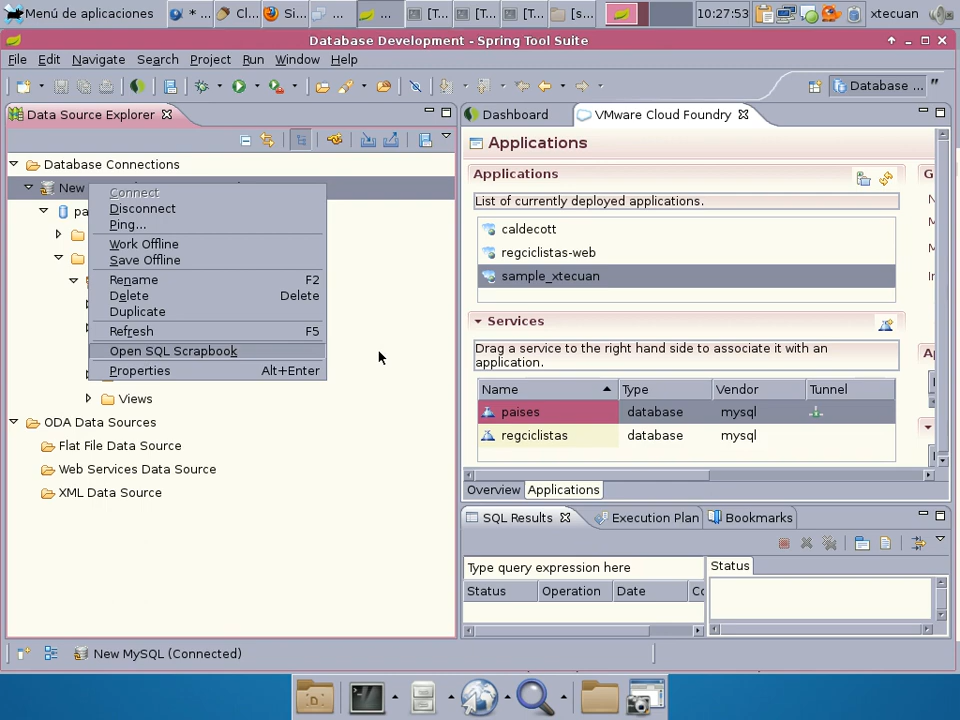 Menú de aplicaciones
* ...
Clo
Si...
...
...
[T...
[T...
[T...
[s...
10:27:53
xtecuan
Database Development - Spring Tool Suite
File Edit Navigate Search Project Run Window Help
Database ... "
Data Source Explorer
Database Connections
New
pa
Connect
Disconnect
Ping...
Work Offline
Save Offline
Rename F2
Delete Delete
Duplicate
Refresh F5
Open SQL Scrapbook
Properties Alt+Enter
Views
ODA Data Sources
Flat File Data Source
Web Services Data Source
XML Data Source
Dashboard
VMware Cloud Foundry
Applications
Applications
List of currently deployed applications.
caldecott
regciclistas-web
sample_xtecuan
Services
Drag a service to the right hand side to associate it with an
application.
Name Type Vendor Tunnel
paises database mysql
regciclistas database mysql
G
M
In
Overview Applications
SQL Results
Execution Plan
Bookmarks
Type query expression here
Status Operation Date
Status
New MySQL (Connected)